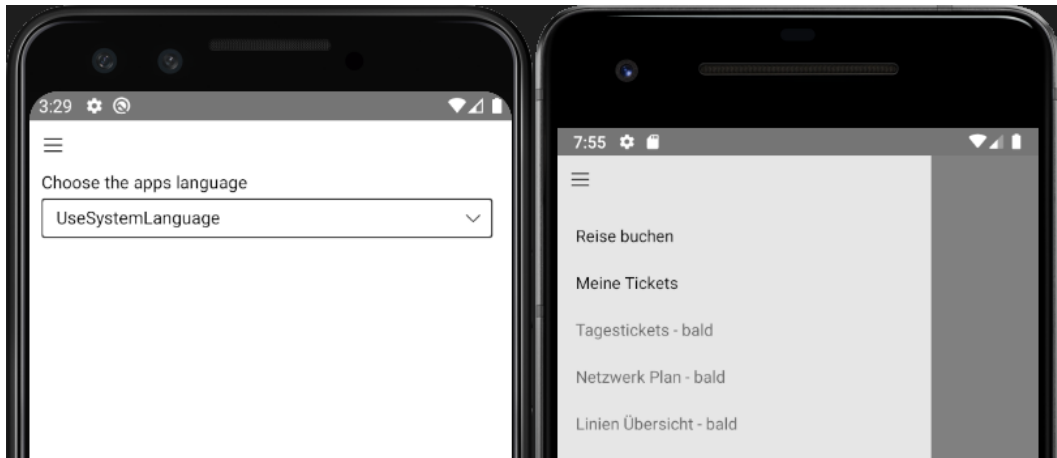 3:29
Choose the apps language
UseSystemLanguage
7:55
Reise buchen
Meine Tickets
Tagestickets - bald
Netzwerk Plan - bald
Linien Übersicht - bald